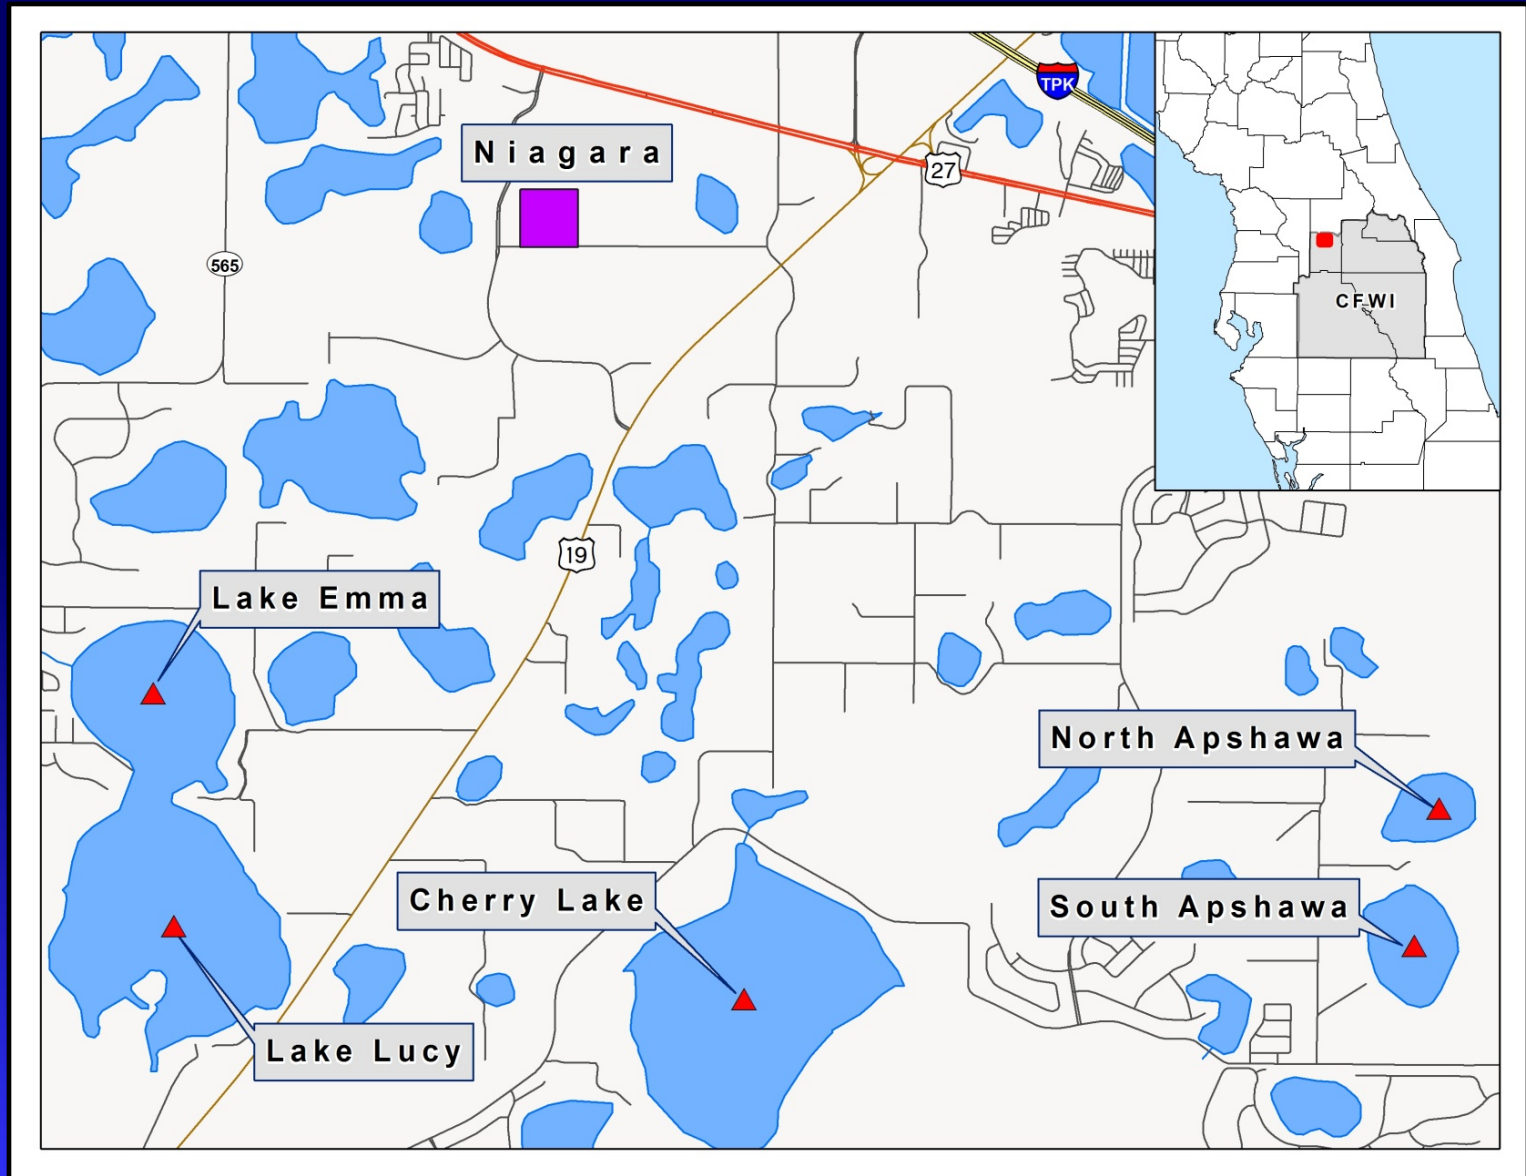 TPK
Niagara
27
565
CFWI
19
Lake Emma
North Apshawa
Cherry Lake
South Apshawa
Lake Lucy